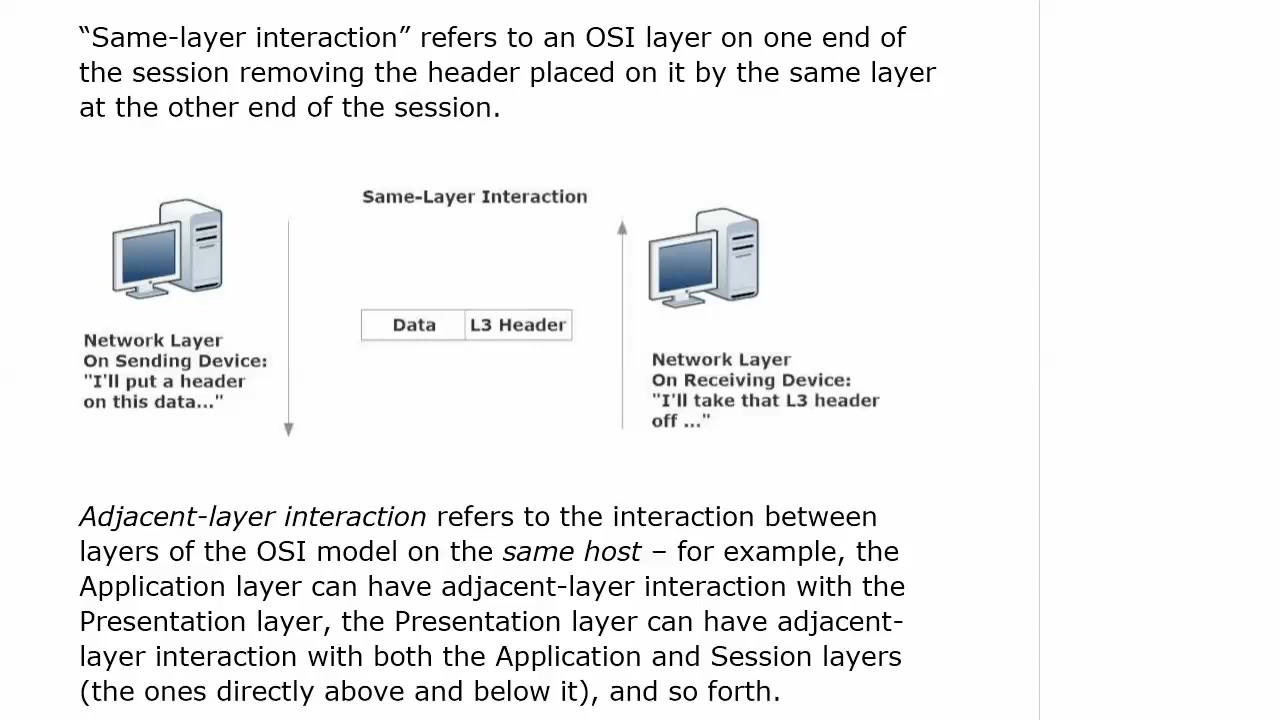 “Same-layer interaction” refers to an OSI layer on one end of
the session removing the header placed on it by the same layer
at the other end of the session.
Same-Layer Interaction
Data L3 Header
Network Layer
On Sending Device:
"I'll put a header
on this data..."
Network Layer
On Receiving Device:
"I'll take that L3 header
off ..."
Adjacent-layer interaction refers to the interaction between
layers of the OSI model on the same host – for example, the
Application layer can have adjacent-layer interaction with the
Presentation layer, the Presentation layer can have adjacent-
layer interaction with both the Application and Session layers
(the ones directly above and below it), and so forth.